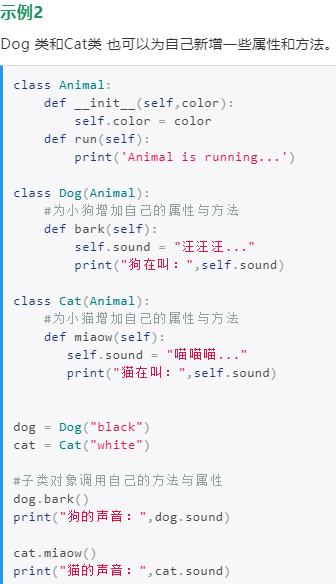 示例2
Dog 类和Cat类 也可以为自己新增一些属性和方法。
class Animal:
    def __init__(self,color):
        self.color = color
    def run(self):
        print('Animal is running...')
class Dog(Animal):
    #为小狗增加自己的属性与方法
    def bark(self):
        self.sound = "汪汪汪..."
        print("狗在叫：",self.sound)
class Cat(Animal):
    #为小猫增加自己的属性与方法
    def miaow(self):
       self.sound = "喵喵喵..."
       print("猫在叫：",self.sound)
dog = Dog("black")
cat = Cat("white")
#子类对象调用自己的方法与属性
dog.bark()
print("狗的声音：",dog.sound)
cat.miaow()
print("猫的声音：",cat.sound)